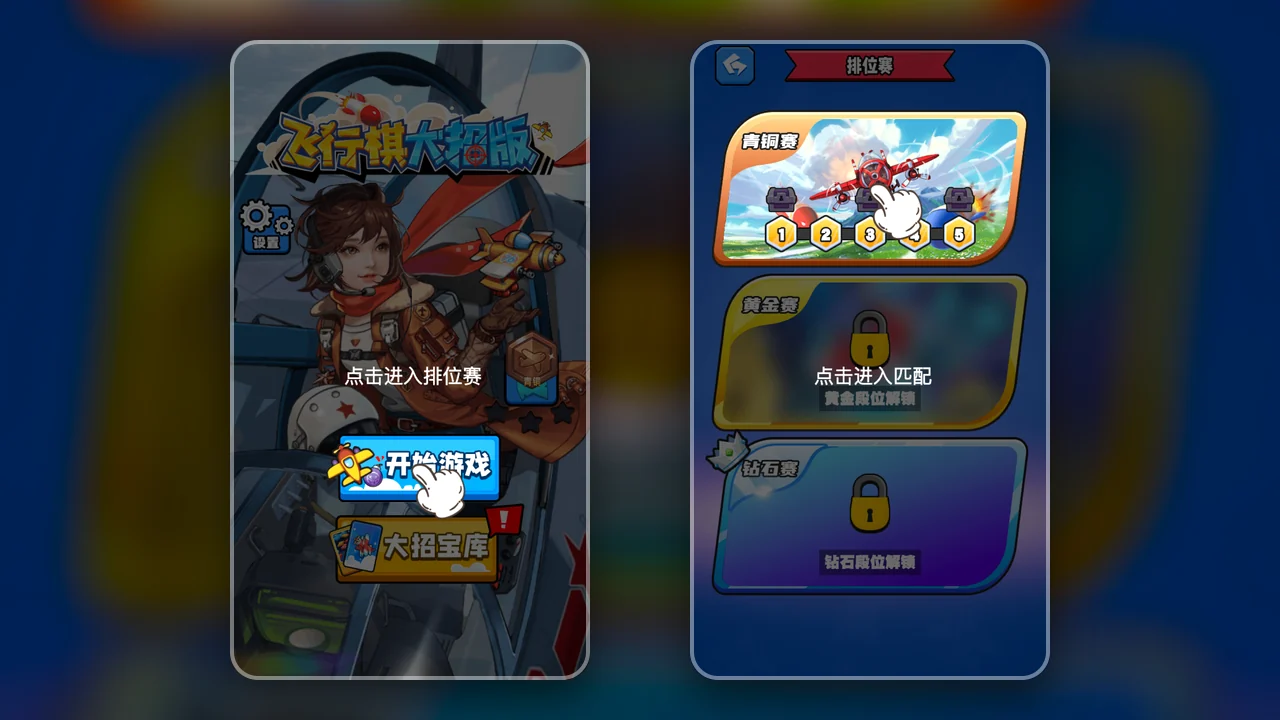 飞行棋大招版
设置
青铜
点击进入排位赛
开始游戏
大招宝库
排位赛
青铜赛
1 2 3 4 5
黄金赛
点击进入匹配
黄金段位解锁
钻石赛
钻石段位解锁